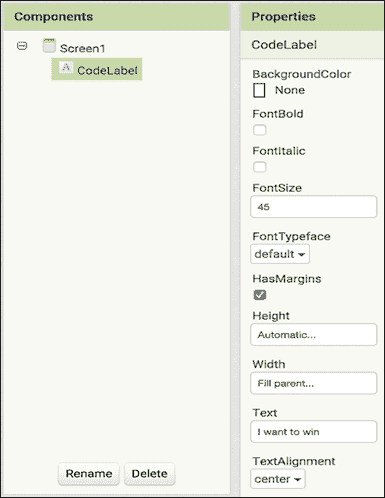 Components
Screen1
A CodeLabel
Rename Delete
Properties
CodeLabel
BackgroundColor
None
FontBold
FontItalic
FontSize
45
FontTypeface
default
HasMargins
Height
Automatic...
Width
Fill parent...
Text
I want to win
TextAlignment
center